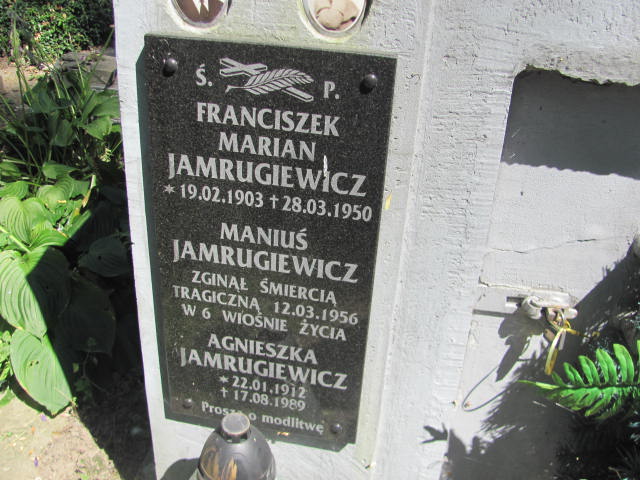 Ś. P.
FRANCISZEK
MARIAN
JAMRUGIEWICZ
* 19.02.1903 † 28.03.1950
MANIUŚ
JAMRUGIEWICZ
ZGINĄŁ ŚMIERCIĄ
TRAGICZNĄ 12.03.1956
W 6 WIOŚNIE ŻYCIA
AGNIESZKA
JAMRUGIEWICZ
* 22.01.1912
† 17.08.1989
Proszą o modlitwę